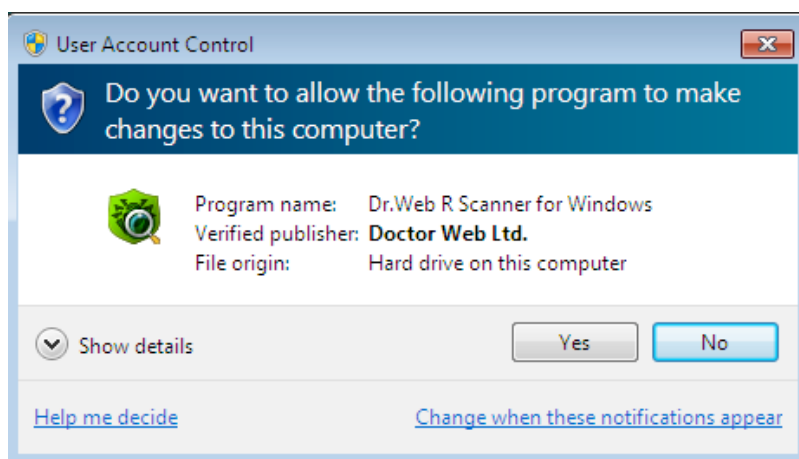 User Account Control
Do you want to allow the following program to make
changes to this computer?
Program name: Dr.Web R Scanner for Windows
Verified publisher: Doctor Web Ltd.
File origin: Hard drive on this computer
Show details Yes No
Help me decide Change when these notifications appear